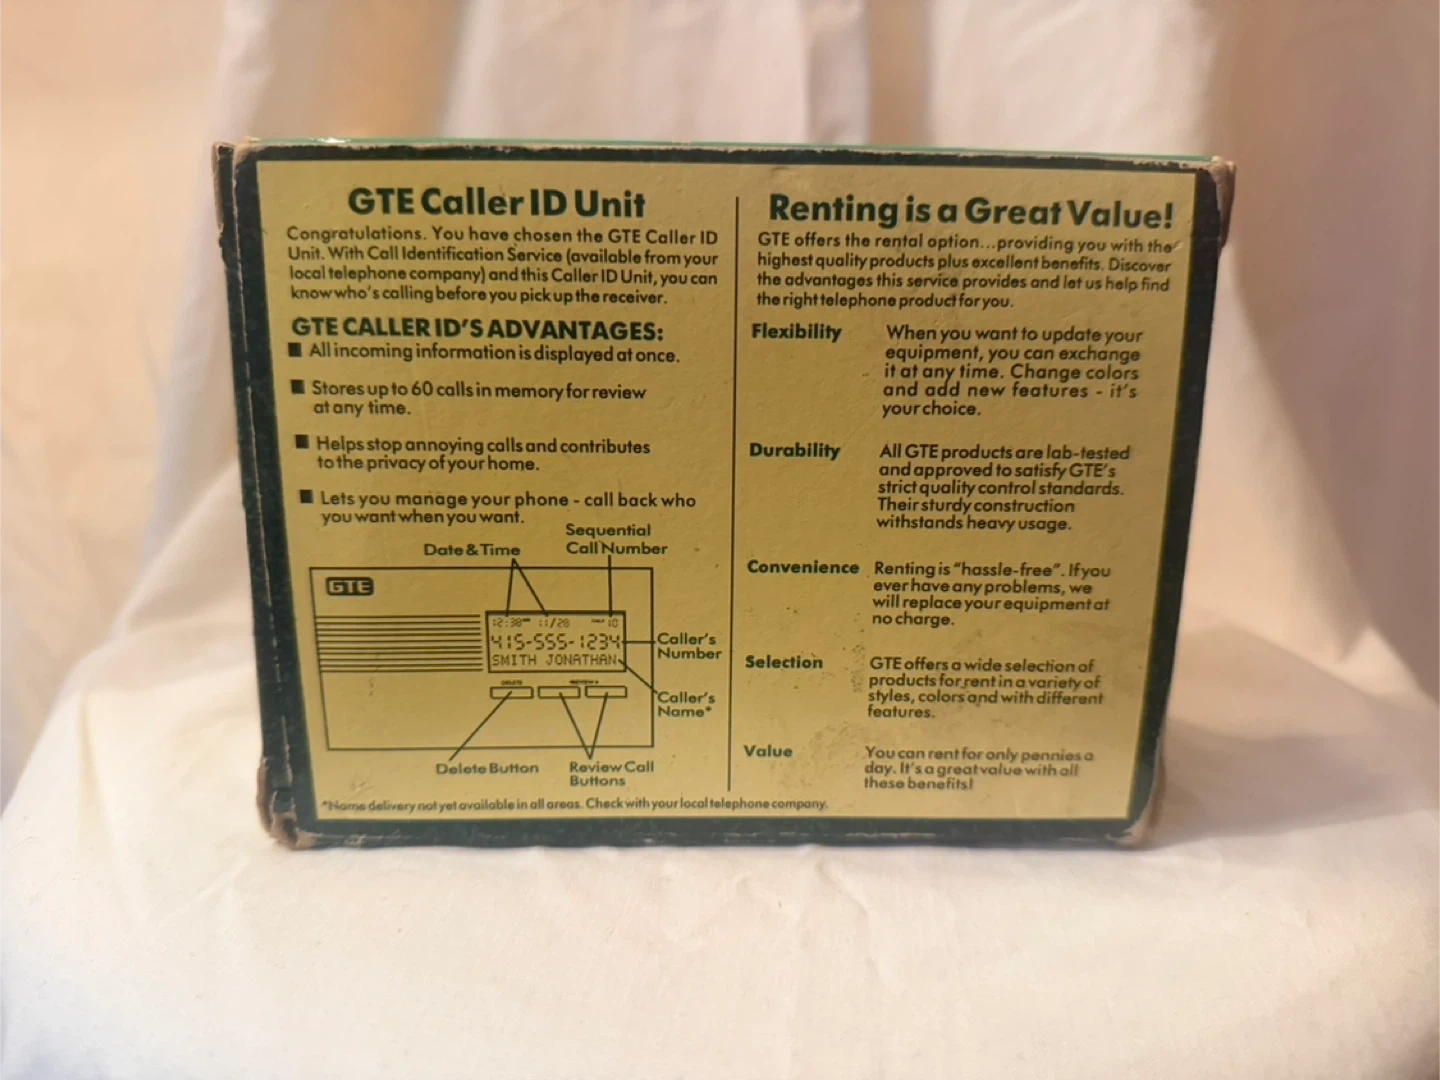 GTE Caller ID Unit
Congratulations. You have chosen the GTE Caller ID
Unit. With Call Identification Service (available from your
local telephone company) and this Caller ID Unit, you can
know who's calling before you pick up the receiver.
GTE CALLER ID'S ADVANTAGES:
■ All incoming information is displayed at once.
■ Stores up to 60 calls in memory for review
at any time.
■ Helps stop annoying calls and contributes
to the privacy of your home.
■ Lets you manage your phone - call back who
you want when you want.
Sequential
Call Number
Date & Time
GTE
12:38 11/28 10
415-555-1234
SMITH JONATHAN
Caller's
Number
Caller's
Name*
DELETE
REVIEW
Delete Button
Review Call
Buttons
*Name delivery not yet available in all areas. Check with your local telephone company.
Renting is a Great Value!
GTE offers the rental option...providing you with the
highest quality products plus excellent benefits. Discover
the advantages this service provides and let us help find
the right telephone product for you.
Flexibility When you want to update your
equipment, you can exchange
it at any time. Change colors
and add new features - it's
your choice.
Durability All GTE products are lab-tested
and approved to satisfy GTE's
strict quality control standards.
Their sturdy construction
withstands heavy usage.
Convenience Renting is "hassle-free". If you
ever have any problems, we
will replace your equipment at
no charge.
Selection GTE offers a wide selection of
products for rent in a variety of
styles, colors and with different
features.
Value You can rent for only pennies a
day. It's a great value with all
these benefits!